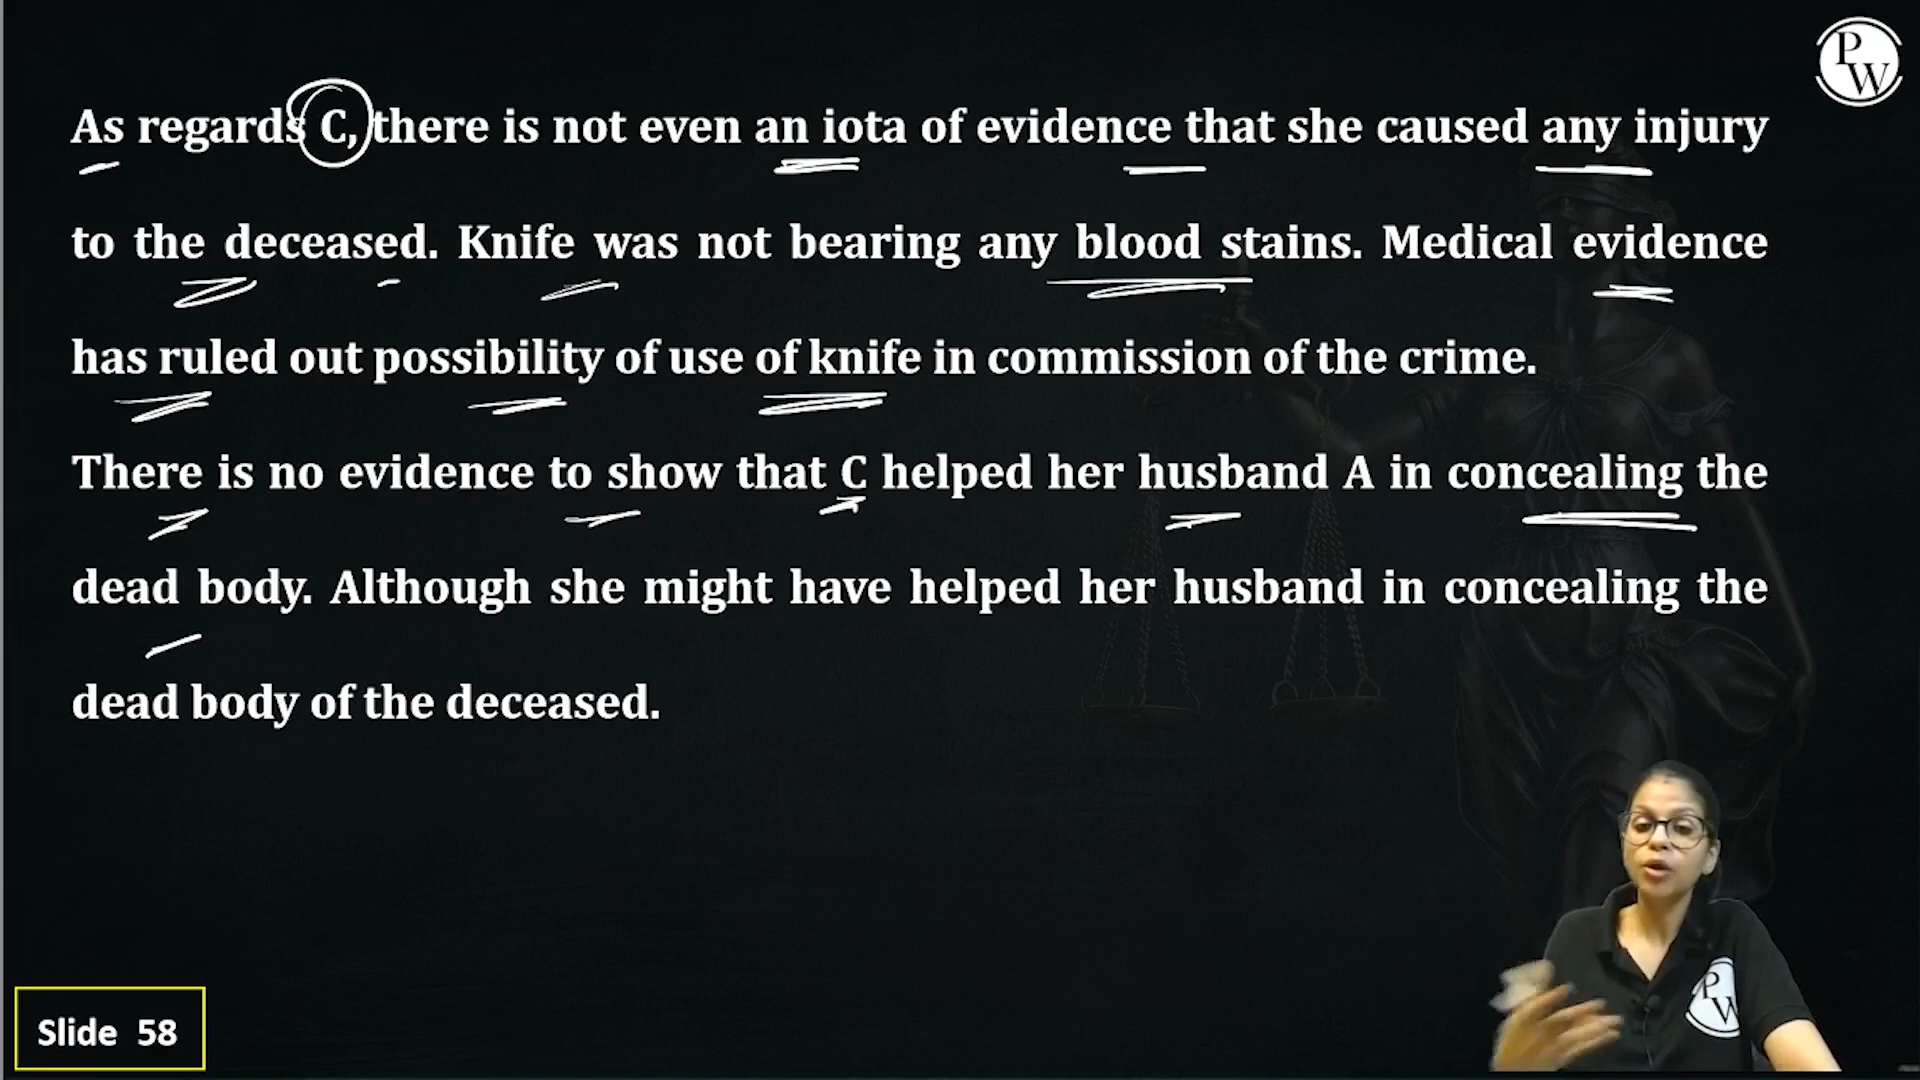 PW
As regards C, there is not even an iota of evidence that she caused any injury
to the deceased. Knife was not bearing any blood stains. Medical evidence
has ruled out possibility of use of knife in commission of the crime.
There is no evidence to show that C helped her husband A in concealing the
dead body. Although she might have helped her husband in concealing the
dead body of the deceased.
PW
Slide 58